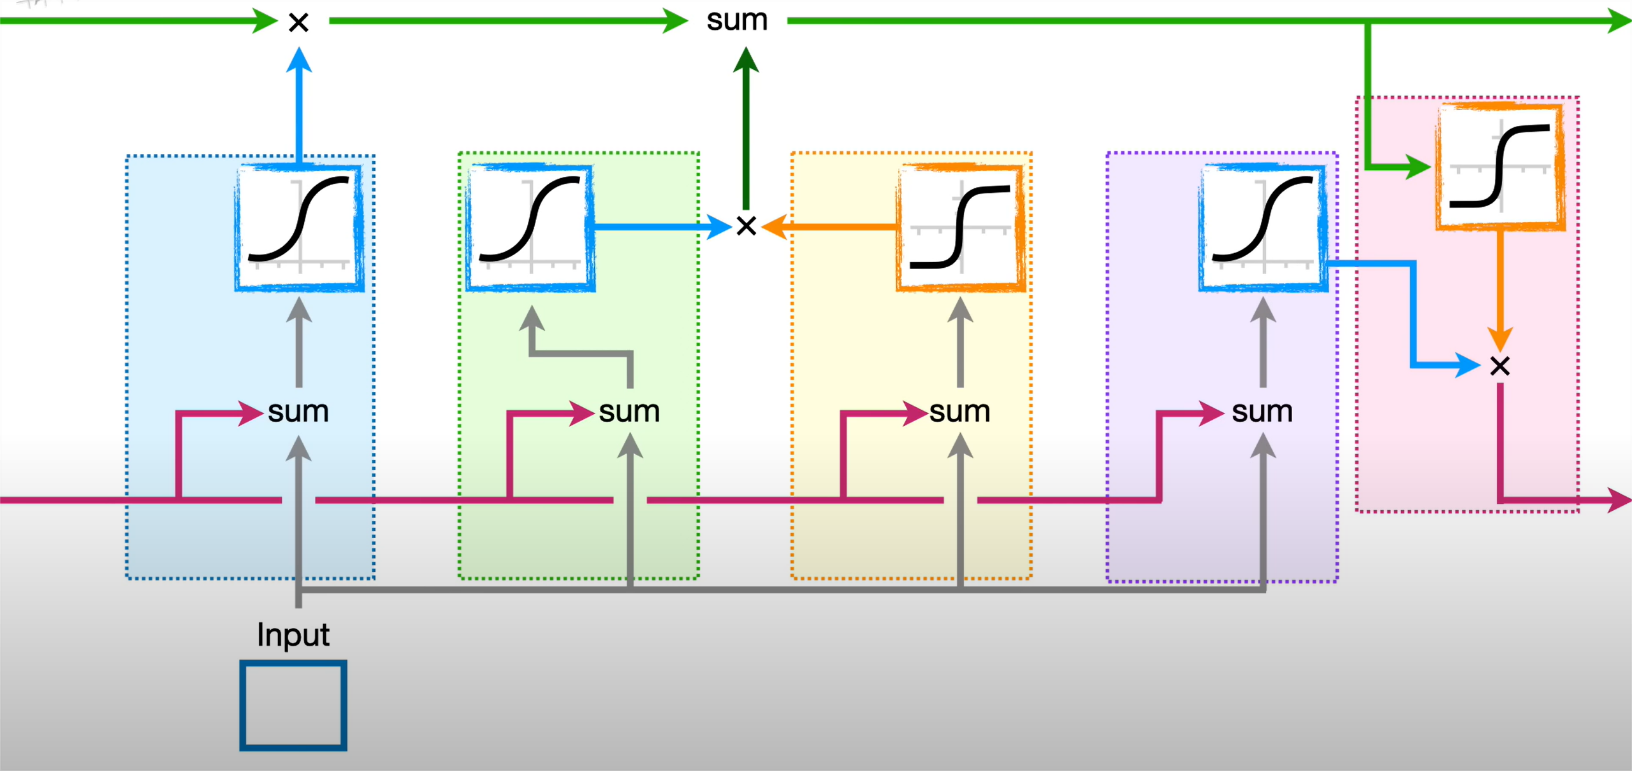 × sum
×
sum sum sum sum
×
Input